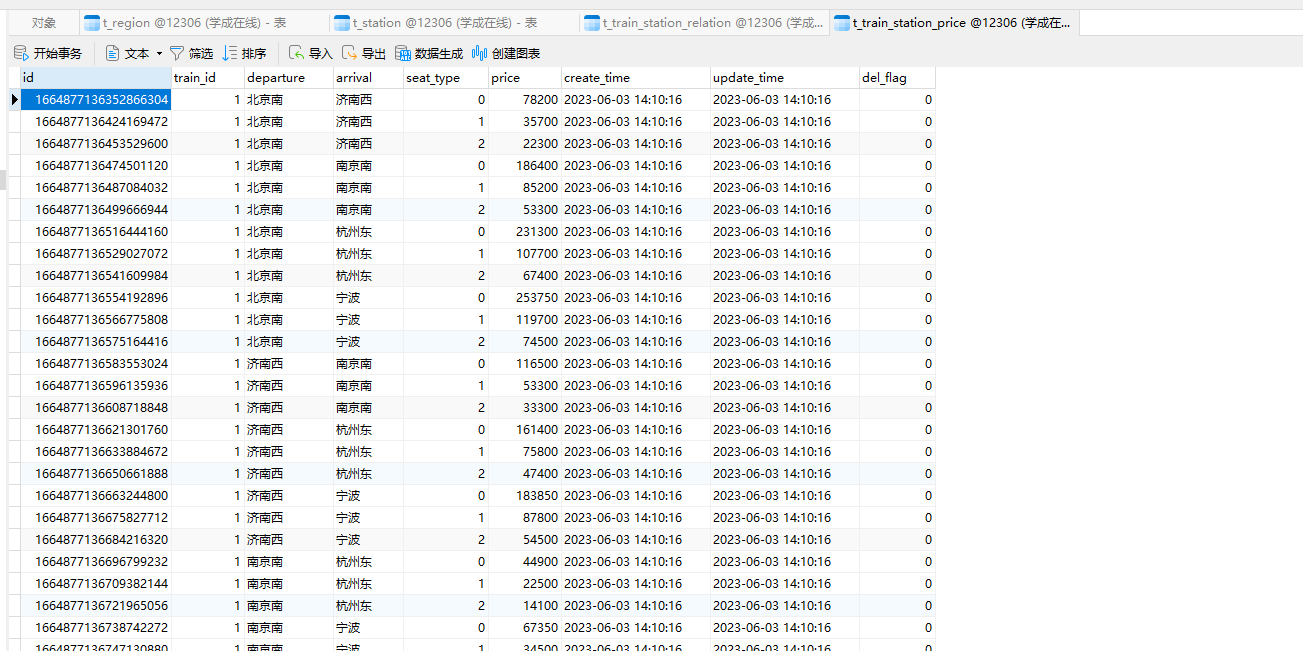 对象 t_region @12306 (学成在线) - 表 t_station @12306 (学成在线) - 表 t_train_station_relation @12306 (学成... t_train_station_price @12306 (学成在...
开始事务 文本 筛选 排序 导入 导出 数据生成 创建图表
id train_id departure arrival seat_type price create_time update_time del_flag
1664877136352866304 1 北京南 济南西 0 78200 2023-06-03 14:10:16 2023-06-03 14:10:16 0
1664877136424169472 1 北京南 济南西 1 35700 2023-06-03 14:10:16 2023-06-03 14:10:16 0
1664877136453529600 1 北京南 济南西 2 22300 2023-06-03 14:10:16 2023-06-03 14:10:16 0
1664877136474501120 1 北京南 南京南 0 186400 2023-06-03 14:10:16 2023-06-03 14:10:16 0
1664877136487084032 1 北京南 南京南 1 85200 2023-06-03 14:10:16 2023-06-03 14:10:16 0
1664877136499666944 1 北京南 南京南 2 53300 2023-06-03 14:10:16 2023-06-03 14:10:16 0
1664877136516444160 1 北京南 杭州东 0 231300 2023-06-03 14:10:16 2023-06-03 14:10:16 0
1664877136529027072 1 北京南 杭州东 1 107700 2023-06-03 14:10:16 2023-06-03 14:10:16 0
1664877136541609984 1 北京南 杭州东 2 67400 2023-06-03 14:10:16 2023-06-03 14:10:16 0
1664877136554192896 1 北京南 宁波 0 253750 2023-06-03 14:10:16 2023-06-03 14:10:16 0
1664877136566775808 1 北京南 宁波 1 119700 2023-06-03 14:10:16 2023-06-03 14:10:16 0
1664877136575164416 1 北京南 宁波 2 74500 2023-06-03 14:10:16 2023-06-03 14:10:16 0
1664877136583553024 1 济南西 南京南 0 116500 2023-06-03 14:10:16 2023-06-03 14:10:16 0
1664877136596135936 1 济南西 南京南 1 53300 2023-06-03 14:10:16 2023-06-03 14:10:16 0
1664877136608718848 1 济南西 南京南 2 33300 2023-06-03 14:10:16 2023-06-03 14:10:16 0
1664877136621301760 1 济南西 杭州东 0 161400 2023-06-03 14:10:16 2023-06-03 14:10:16 0
1664877136633884672 1 济南西 杭州东 1 75800 2023-06-03 14:10:16 2023-06-03 14:10:16 0
1664877136650661888 1 济南西 杭州东 2 47400 2023-06-03 14:10:16 2023-06-03 14:10:16 0
1664877136663244800 1 济南西 宁波 0 183850 2023-06-03 14:10:16 2023-06-03 14:10:16 0
1664877136675827712 1 济南西 宁波 1 87800 2023-06-03 14:10:16 2023-06-03 14:10:16 0
1664877136684216320 1 济南西 宁波 2 54500 2023-06-03 14:10:16 2023-06-03 14:10:16 0
1664877136696799232 1 南京南 杭州东 0 44900 2023-06-03 14:10:16 2023-06-03 14:10:16 0
1664877136709382144 1 南京南 杭州东 1 22500 2023-06-03 14:10:16 2023-06-03 14:10:16 0
1664877136721965056 1 南京南 杭州东 2 14100 2023-06-03 14:10:16 2023-06-03 14:10:16 0
1664877136738742272 1 南京南 宁波 0 67350 2023-06-03 14:10:16 2023-06-03 14:10:16 0
1664877136747130880 1 南京南 宁波 1 34500 2023-06-03 14:10:16 2023-06-03 14:10:16 0